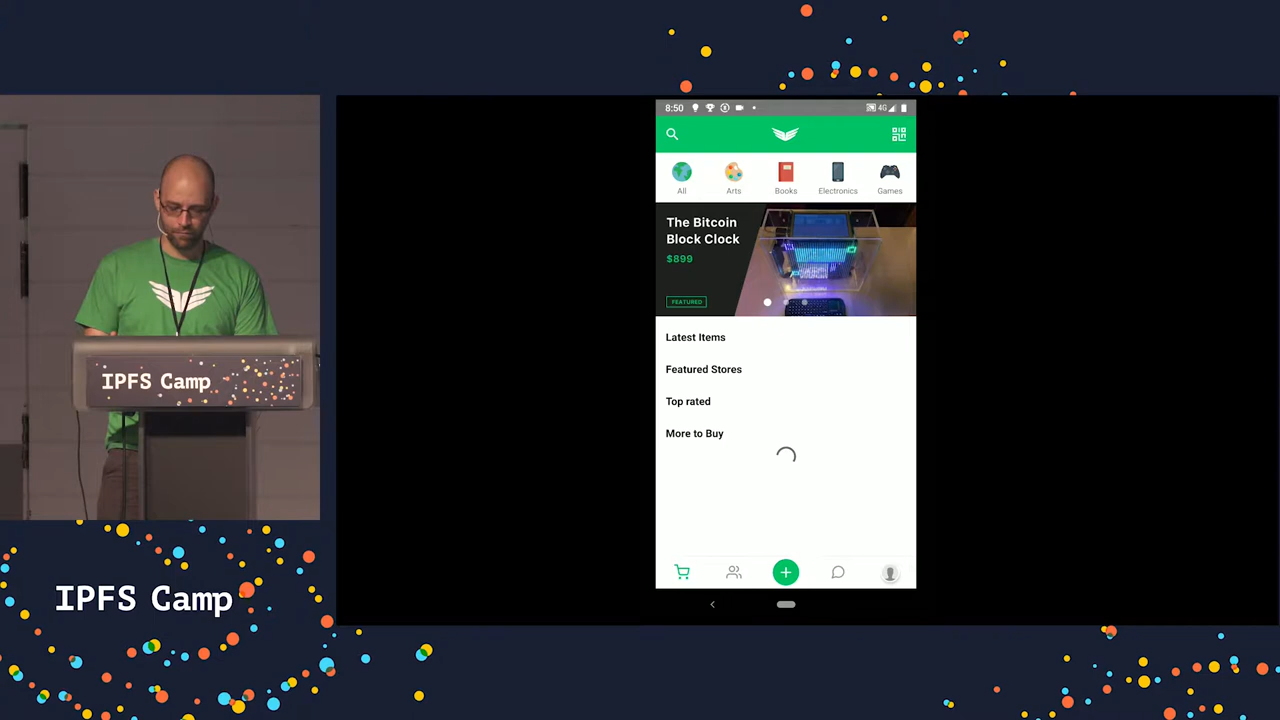 8:50
4G
All
Arts
Books
Electronics
Games
The Bitcoin
Block Clock
$899
FEATURED
Latest Items
Featured Stores
Top rated
More to Buy
IPFS Camp
IPFS Camp